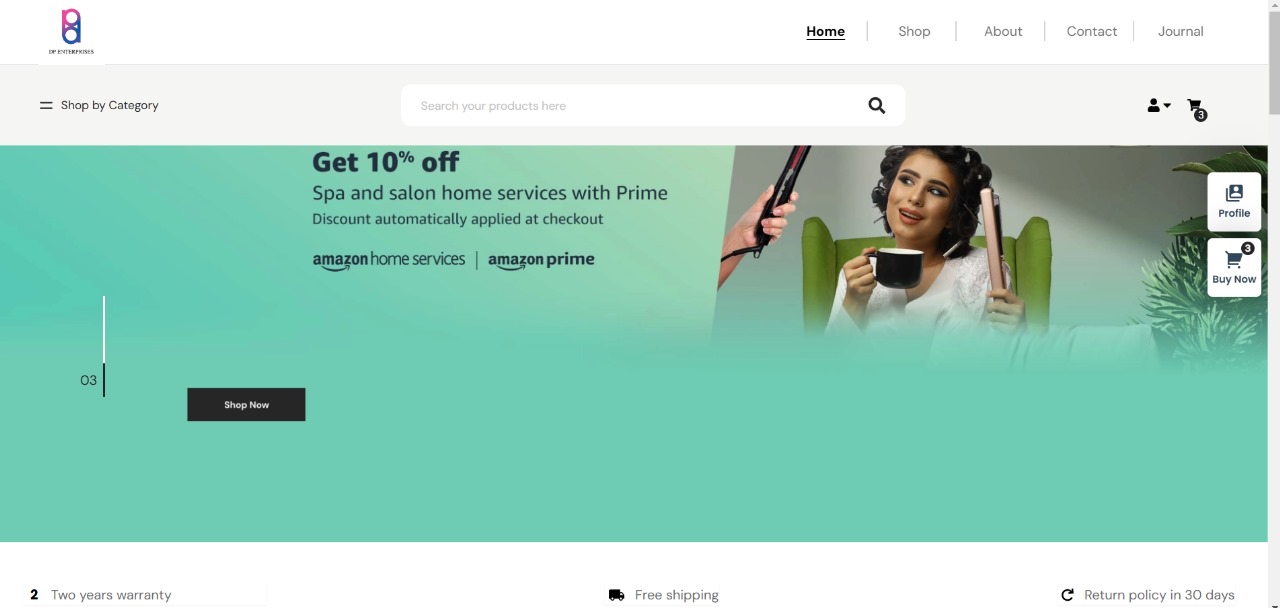 DP ENTERPRISES
Home
Shop
About
Contact
Journal
Shop by Category
Search your products here
3
Get 10% off
Spa and salon home services with Prime
Discount automatically applied at checkout
amazon home services | amazon prime
Profile
3
Buy Now
03
Shop Now
2 Two years warranty
Free shipping
Return policy in 30 days